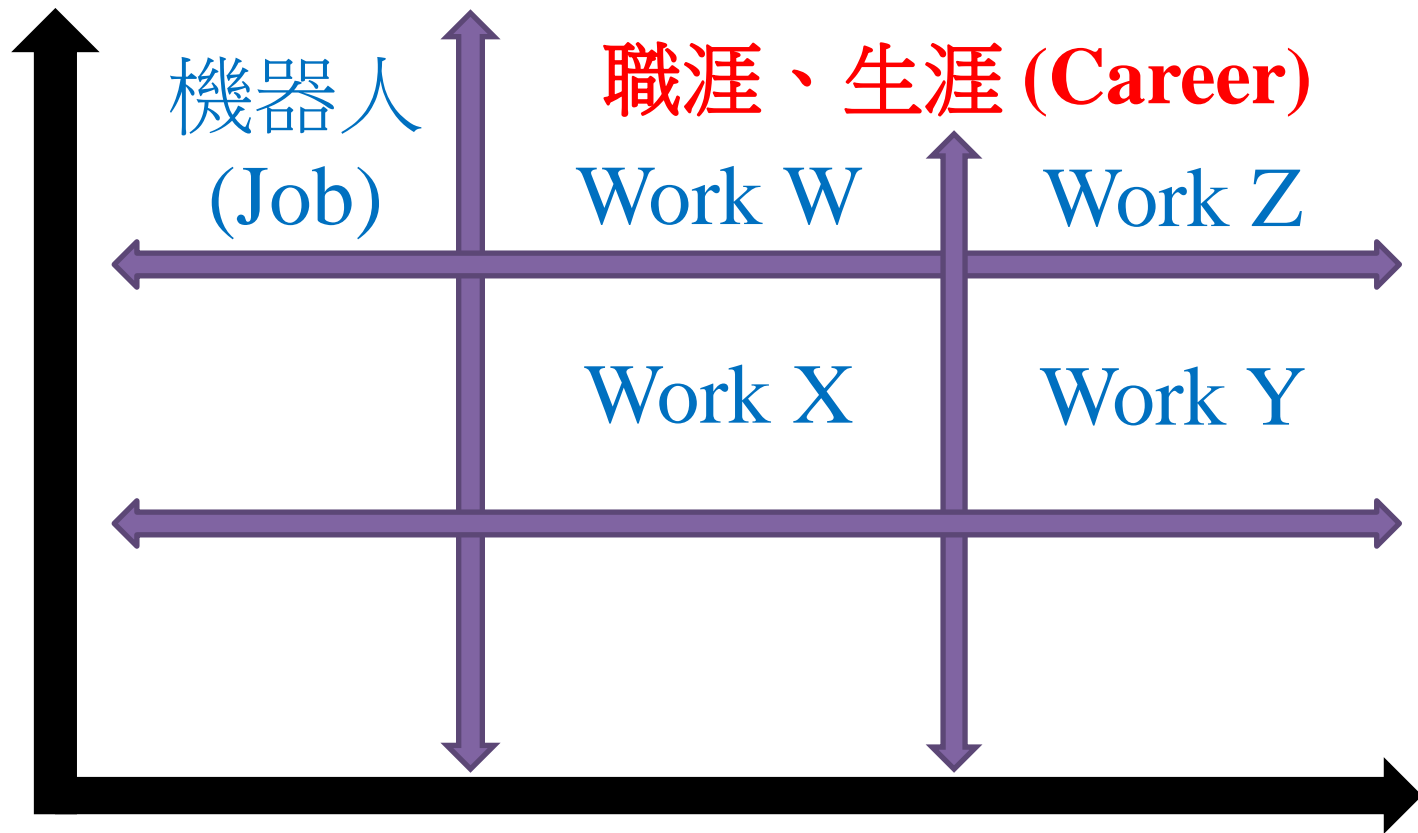 機器人
(Job)
職涯、生涯 (Career)
Work W
Work Z
Work X
Work Y